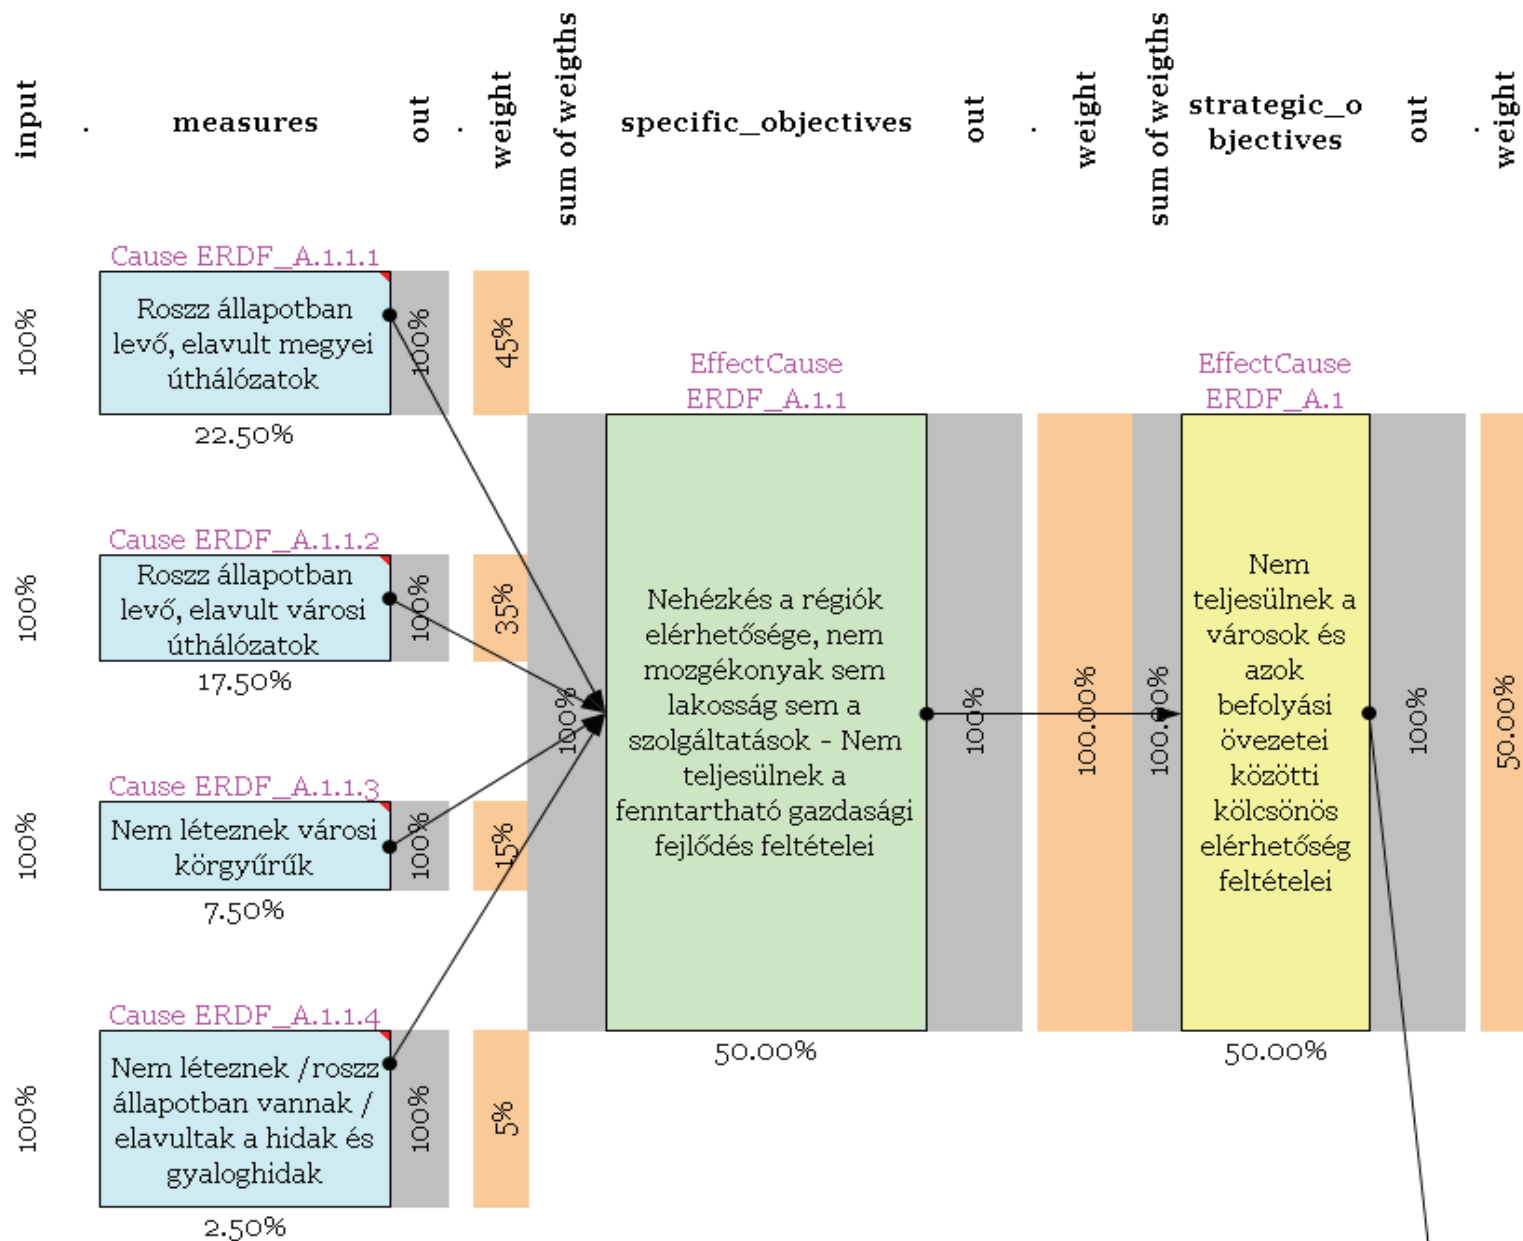 input
.
measures
out
.
weight
sum of weigths
specific_objectives
out
.
weight
sum of weigths
strategic_o
bjectives
out
.
weight
Cause ERDF_A.1.1.1
100%
Roszz állapotban
levő, elavult megyei
úthálózatok
100%
45%
22.50%
Cause ERDF_A.1.1.2
100%
Roszz állapotban
levő, elavult városi
úthálózatok
100%
35%
17.50%
Cause ERDF_A.1.1.3
100%
Nem léteznek városi
körgyűrűk
100%
15%
7.50%
Cause ERDF_A.1.1.4
100%
Nem léteznek /roszz
állapotban vannak /
elavultak a hidak és
gyaloghidak
100%
5%
2.50%
100%
EffectCause
ERDF_A.1.1
Nehézkés a régiók
elérhetősége, nem
mozgékonyak sem
lakosság sem a
szolgáltatások - Nem
teljesülnek a
fenntartható gazdasági
fejlődés feltételei
50.00%
100%
100.00%
100.00%
EffectCause
ERDF_A.1
Nem
teljesülnek a
városok és
azok
befolyási
övezetei
közötti
kölcsönös
elérhetőség
feltételei
50.00%
100%
50.00%